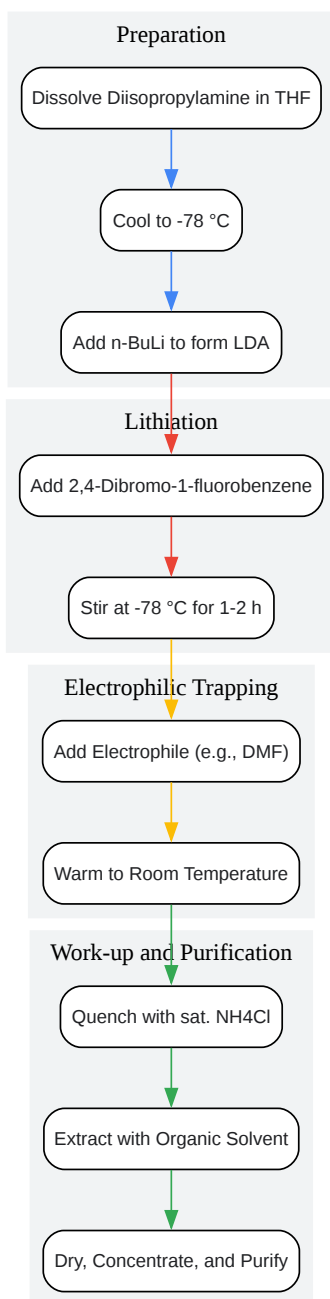 Preparation
Dissolve Diisopropylamine in THF
Cool to -78 °C
Add n-BuLi to form LDA
Lithiation
Add 2,4-Dibromo-1-fluorobenzene
Stir at -78 °C for 1-2 h
Electrophilic Trapping
Add Electrophile (e.g., DMF)
Warm to Room Temperature
Work-up and Purification
Quench with sat. NH4Cl
Extract with Organic Solvent
Dry, Concentrate, and Purify